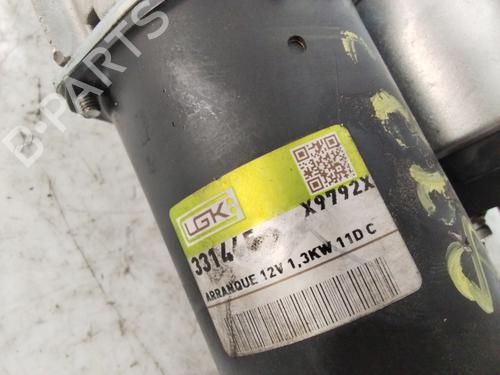 B-PARTS
LGK
X9792X
ARRANQUE 12V 1,3KW 11D C